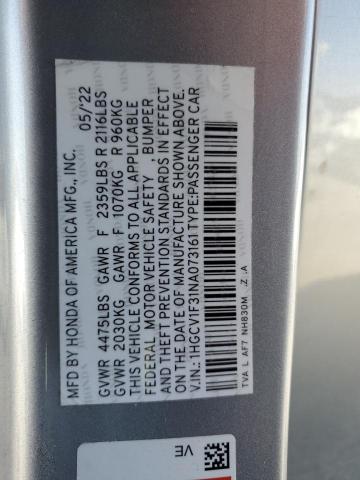 MFD BY HONDA OF AMERICA MFG., INC. 05/22
GVWR 4475LBS GAWR F 2359LBS R 2116LBS
GVWR 2030KG GAWR F 1070KG R 960KG
THIS VEHICLE CONFORMS TO ALL APPLICABLE
FEDERAL MOTOR VEHICLE SAFETY , BUMPER
AND THEFT PREVENTION STANDARDS IN EFFECT
ON THE DATE OF MANUFACTURE SHOWN ABOVE.
V.I.N.: 1HGCV1F31NA073161 TYPE:PASSENGER CAR
TVA L AF7 NH830M Z A
VE